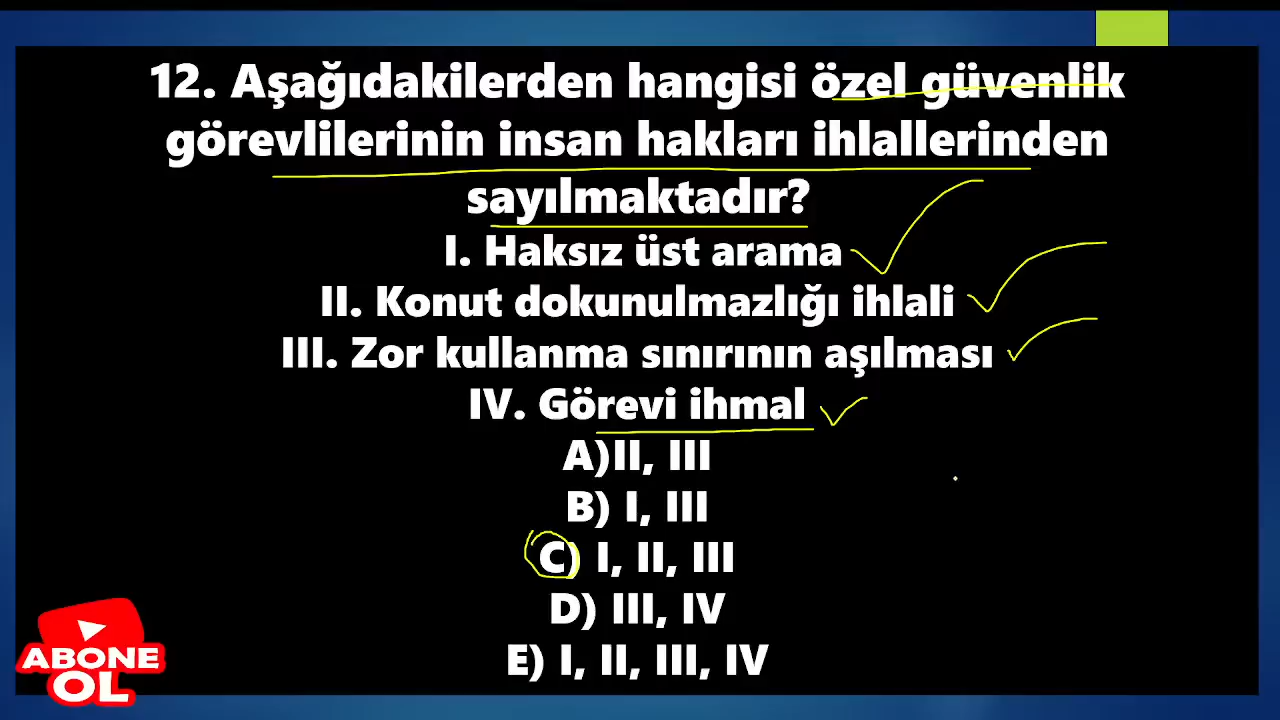 12. Aşağıdakilerden hangisi özel güvenlik
görevlilerinin insan hakları ihlallerinden
sayılmaktadır?
I. Haksız üst arama
II. Konut dokunulmazlığı ihlali
III. Zor kullanma sınırının aşılması
IV. Görevi ihmal
A)II, III
B) I, III
C) I, II, III
D) III, IV
E) I, II, III, IV
ABONE
OL